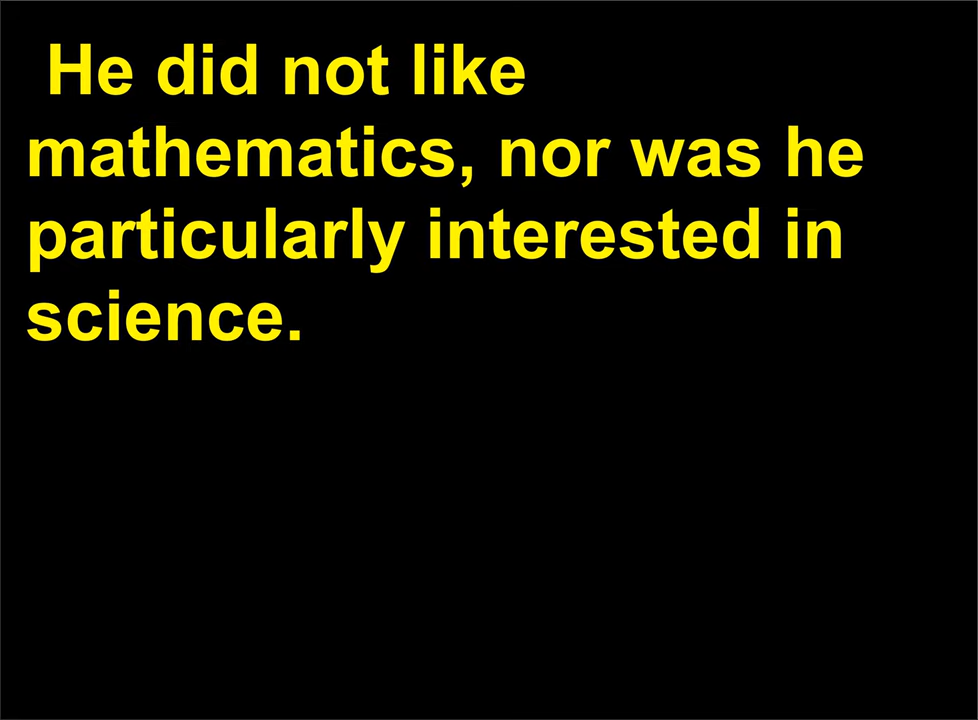 He did not like
mathematics, nor was he
particularly interested in
science.